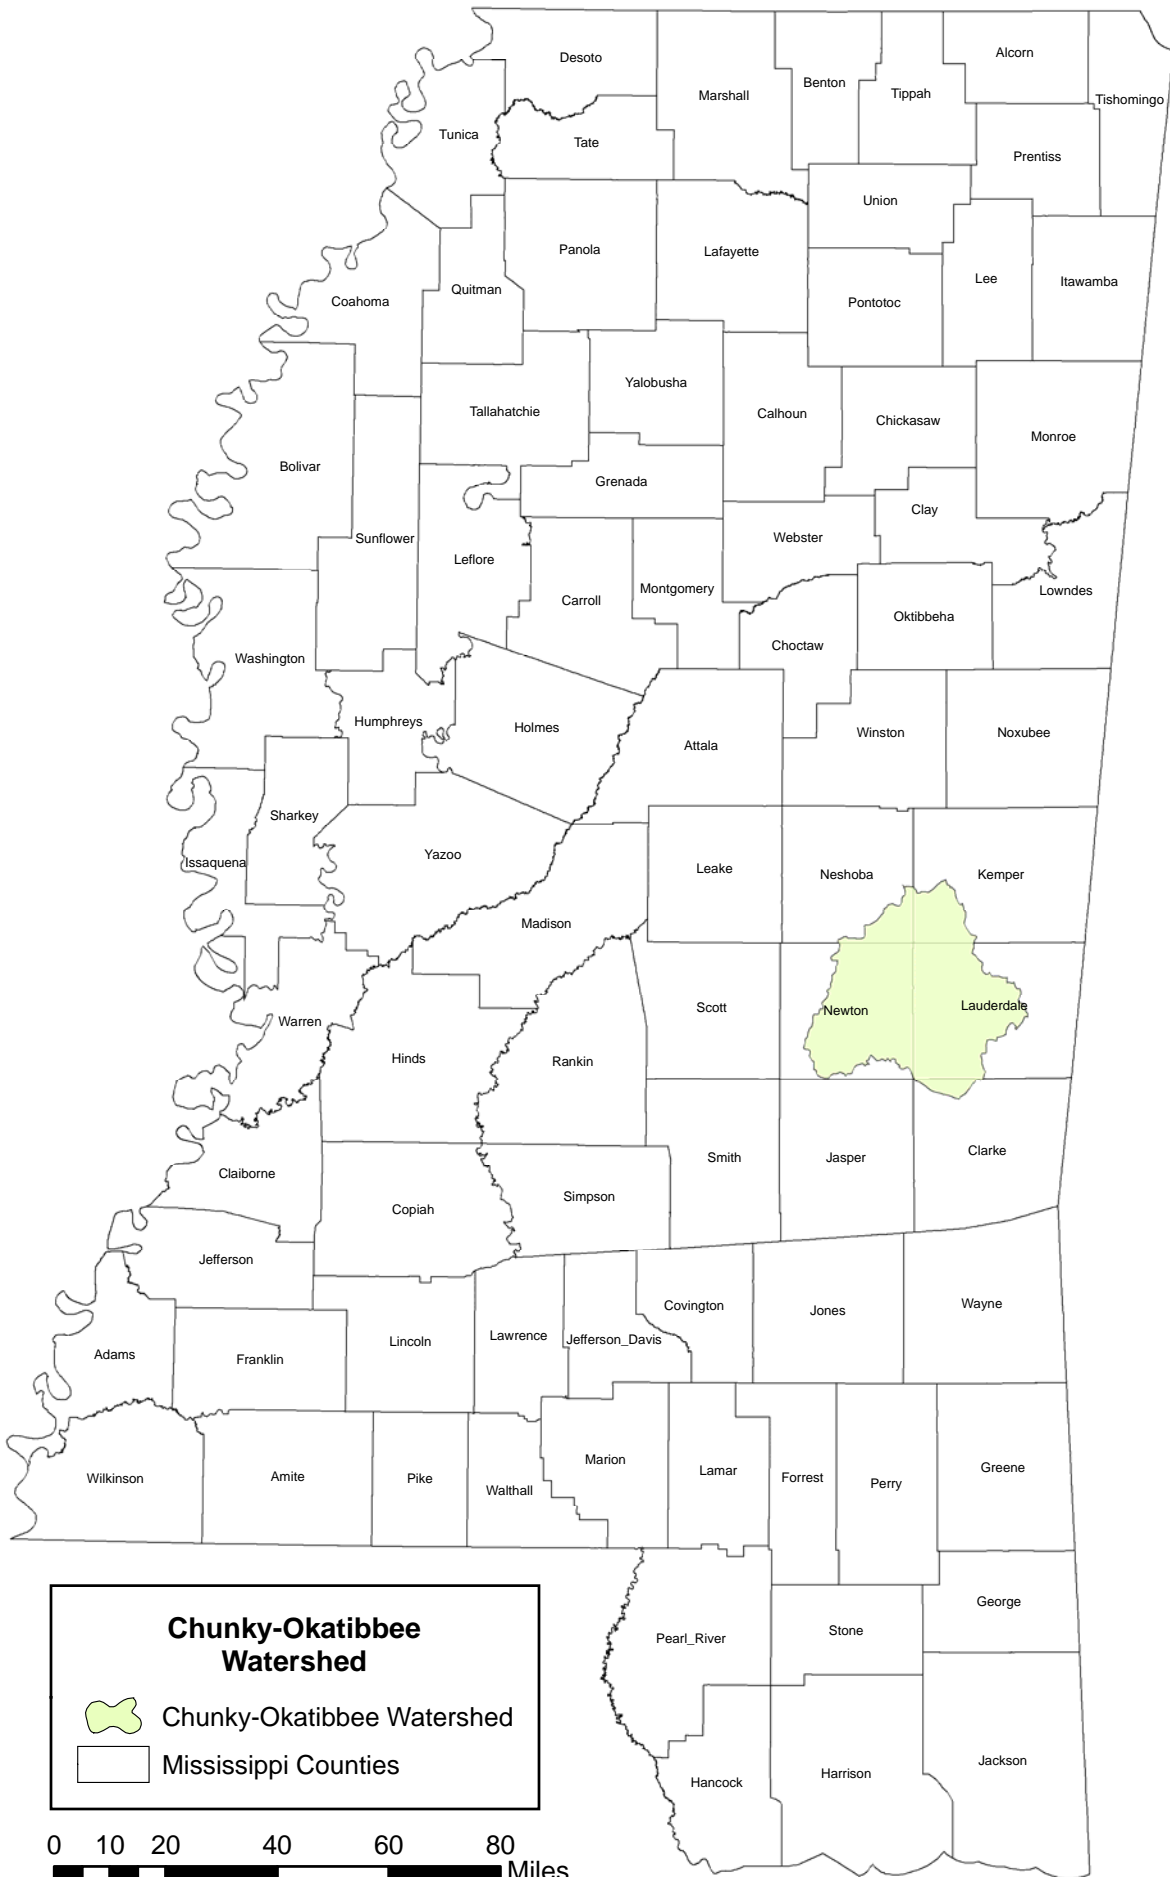 Desoto
Marshall
Benton
Tippah
Alcorn
Tishomingo
Tunica
Tate
Prentiss
Union
Panola
Lafayette
Coahoma
Quitman
Pontotoc
Lee
Itawamba
Tallahatchie
Yalobusha
Calhoun
Chickasaw
Monroe
Bolivar
Sunflower
Grenada
Clay
Leflore
Webster
Carroll
Montgomery
Lowndes
Oktibbeha
Choctaw
Washington
Humphreys
Holmes
Attala
Winston
Noxubee
Sharkey
Issaquena
Yazoo
Leake
Neshoba
Kemper
Madison
Scott
Newton
Lauderdale
Warren
Hinds
Rankin
Smith
Jasper
Clarke
Claiborne
Copiah
Simpson
Jefferson
Covington
Jones
Wayne
Adams
Franklin
Lincoln
Lawrence
Jefferson_Davis
Wilkinson
Amite
Pike
Walthall
Marion
Lamar
Forrest
Perry
Greene
George
Pearl_River
Stone
Hancock
Harrison
Jackson
Chunky-Okatibbee
Watershed
Chunky-Okatibbee Watershed
Mississippi Counties
0 10 20 40 60 80
Miles